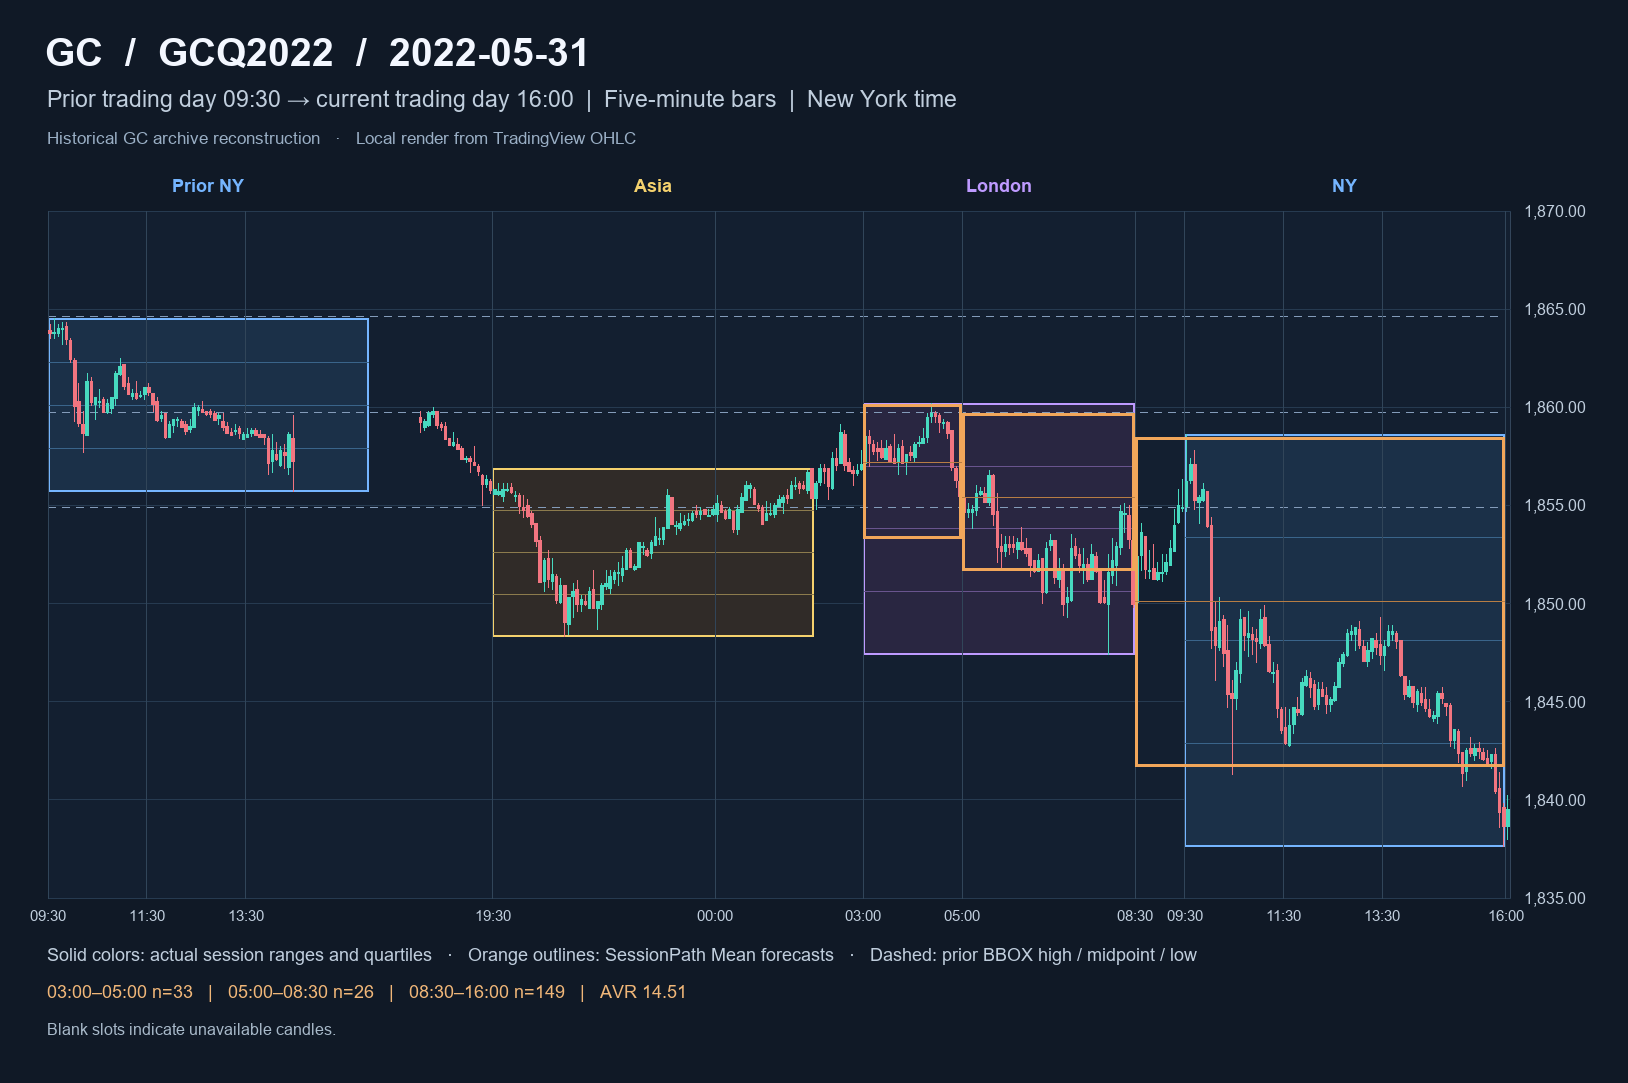 GC / GCQ2022 / 2022-05-31
Prior trading day 09:30 → current trading day 16:00 | Five-minute bars | New York time
Historical GC archive reconstruction · Local render from TradingView OHLC
Prior NY Asia London NY
1,870.00
1,865.00
1,860.00
1,855.00
1,850.00
1,845.00
1,840.00
1,835.00
09:30 11:30 13:30 19:30 00:00 03:00 05:00 08:30 09:30 11:30 13:30 16:00
Solid colors: actual session ranges and quartiles · Orange outlines: SessionPath Mean forecasts · Dashed: prior BBOX high / midpoint / low
03:00–05:00 n=33 | 05:00–08:30 n=26 | 08:30–16:00 n=149 | AVR 14.51
Blank slots indicate unavailable candles.